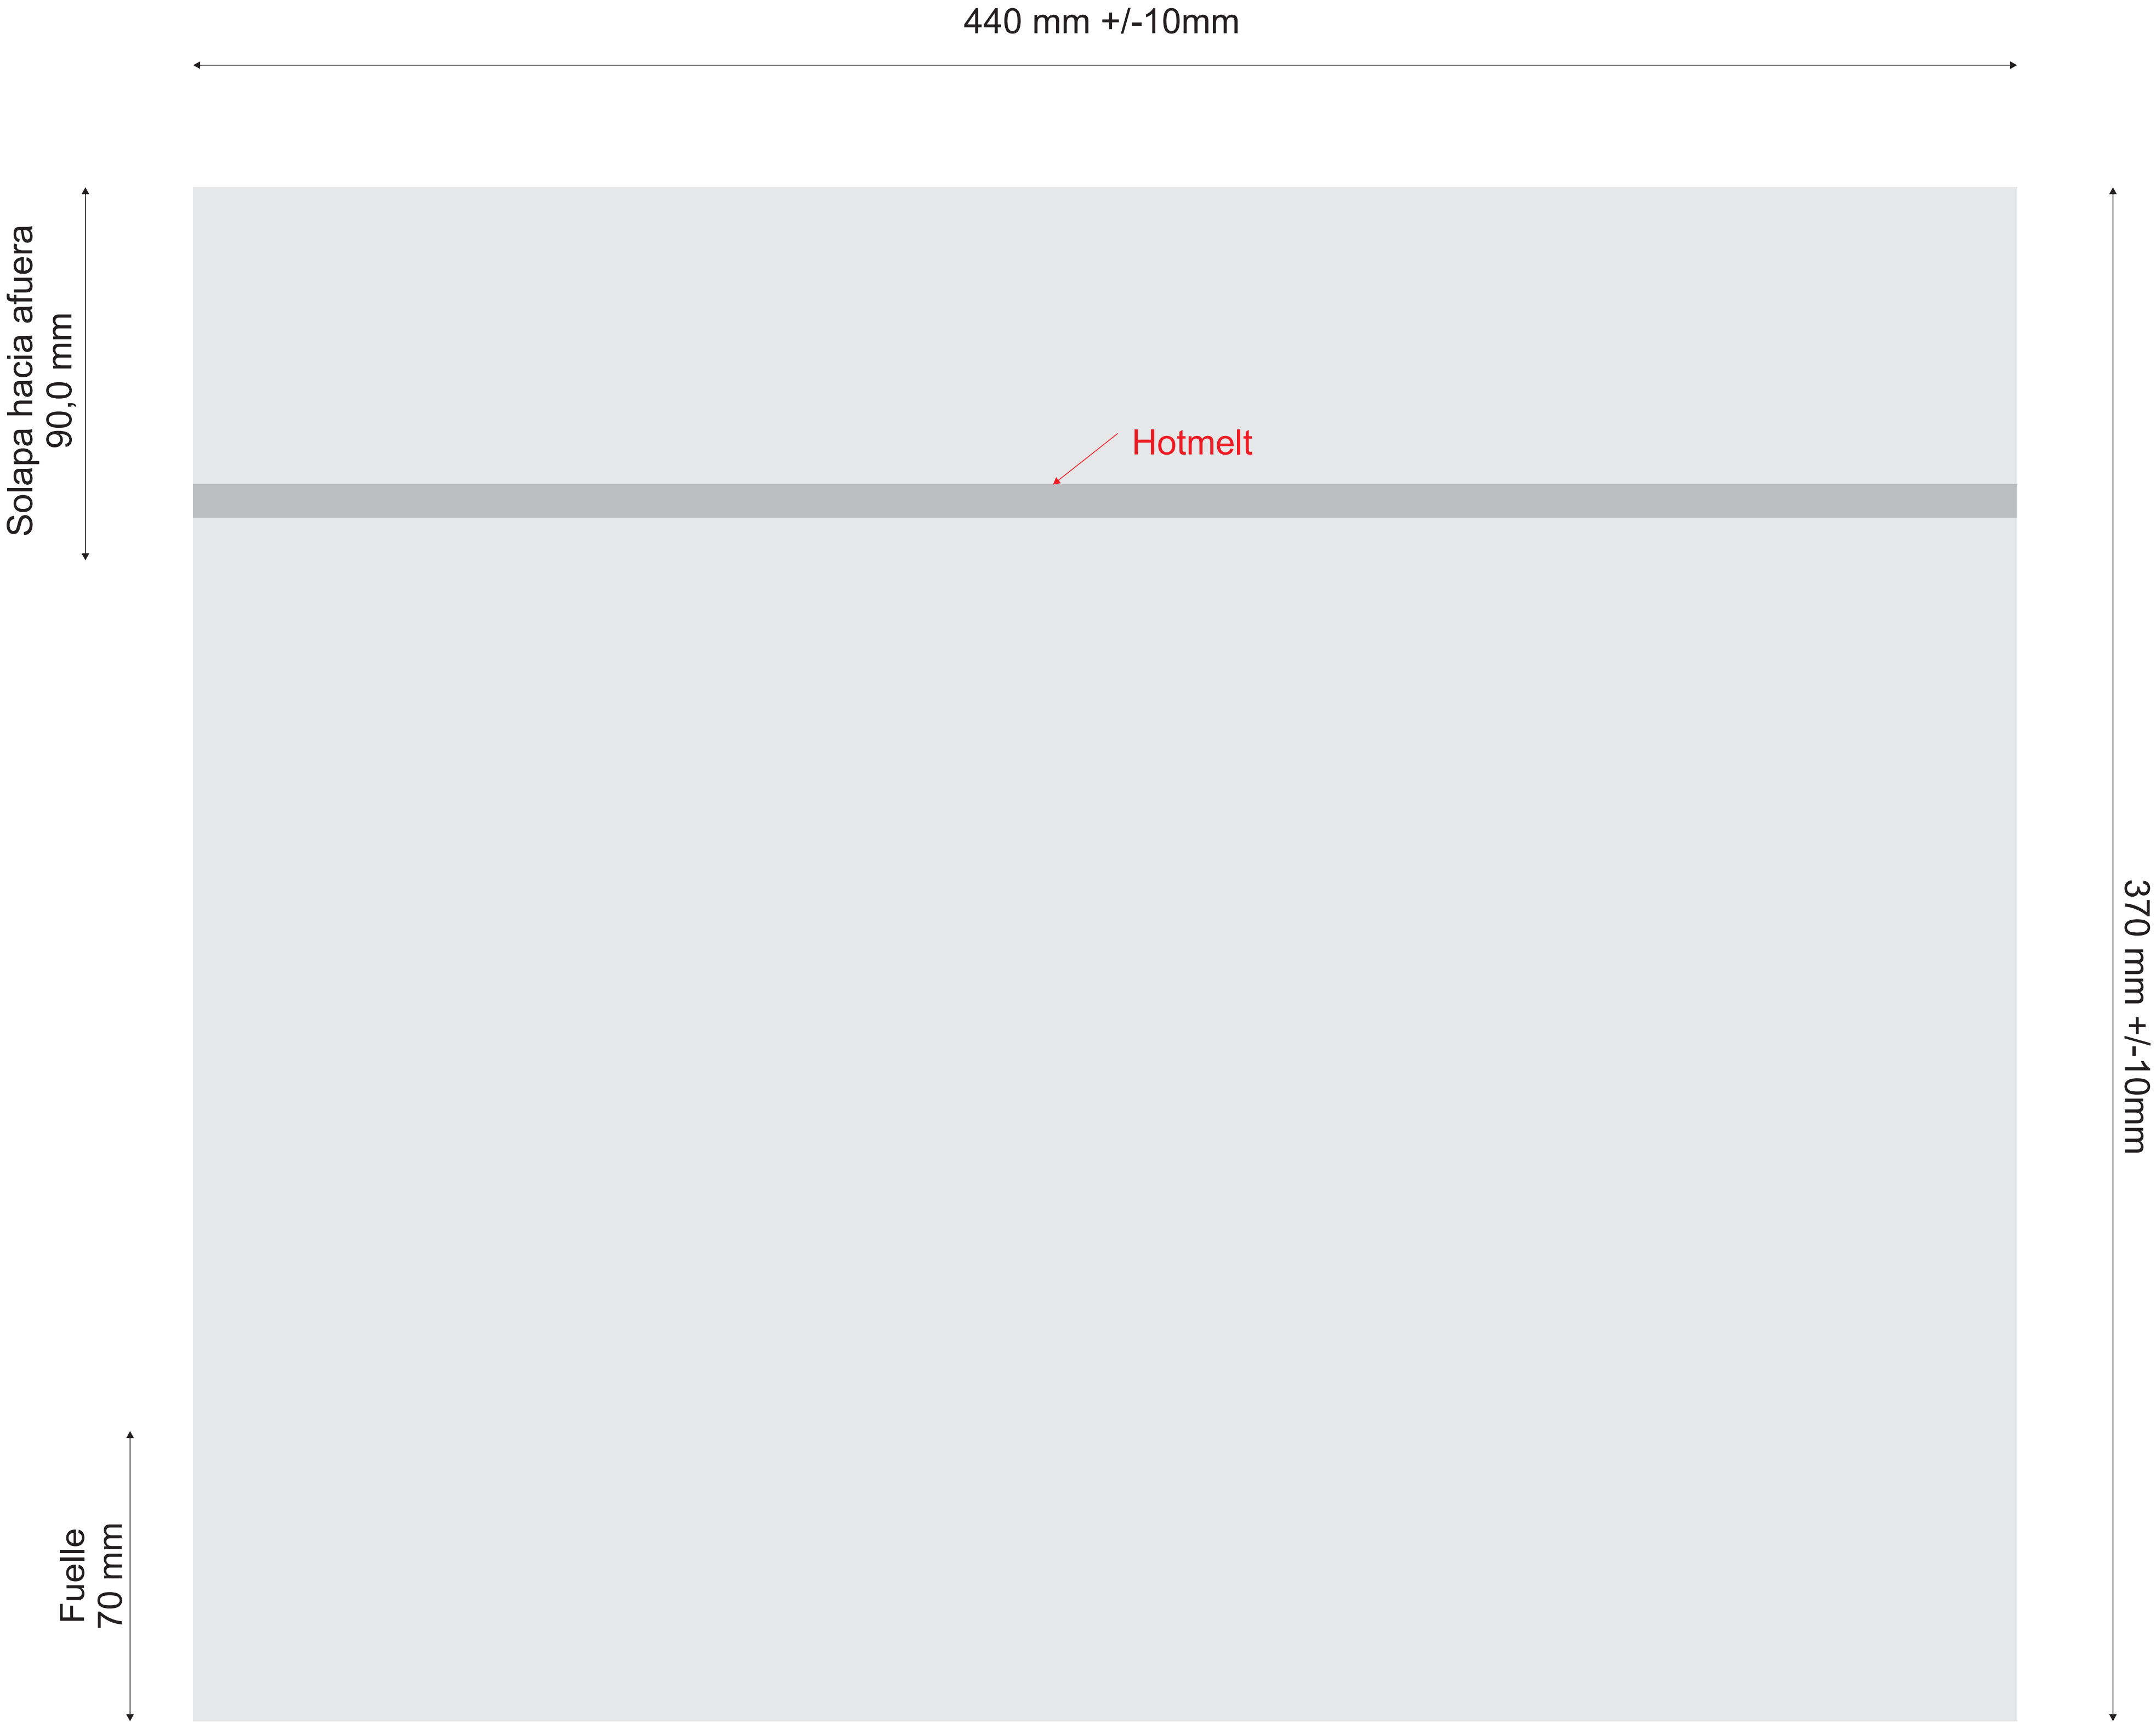 440 mm +/-10mm
Solapa hacia afuera
90,0 mm
Hotmelt
370 mm +/-10mm
Fuelle
70 mm